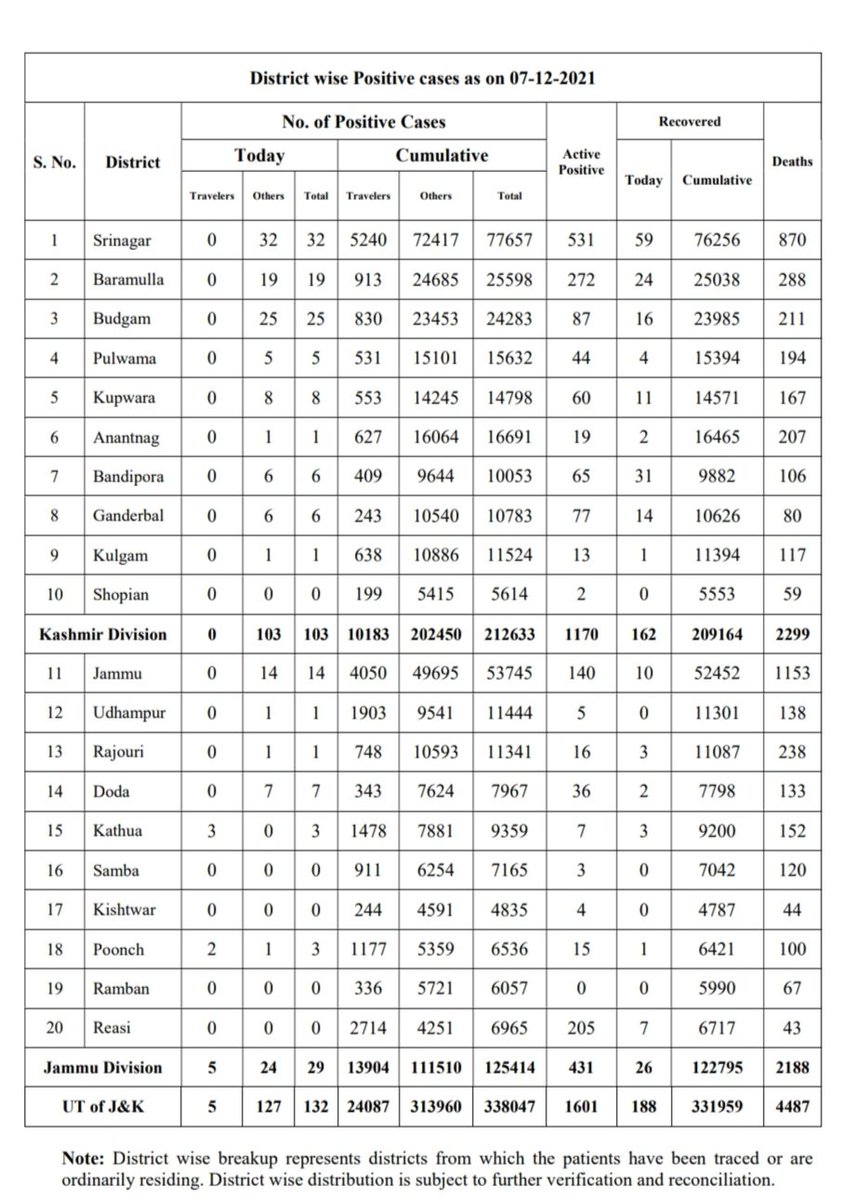 District wise Positive cases as on 07-12-2021
S. No. District No. of Positive Cases Active Positive Recovered Deaths
Today Cumulative Today Cumulative
Travelers Others Total Travelers Others Total
1 Srinagar 0 32 32 5240 72417 77657 531 59 76256 870
2 Baramulla 0 19 19 913 24685 25598 272 24 25038 288
3 Budgam 0 25 25 830 23453 24283 87 16 23985 211
4 Pulwama 0 5 5 531 15101 15632 44 4 15394 194
5 Kupwara 0 8 8 553 14245 14798 60 11 14571 167
6 Anantnag 0 1 1 627 16064 16691 19 2 16465 207
7 Bandipora 0 6 6 409 9644 10053 65 31 9882 106
8 Ganderbal 0 6 6 243 10540 10783 77 14 10626 80
9 Kulgam 0 1 1 638 10886 11524 13 1 11394 117
10 Shopian 0 0 0 199 5415 5614 2 0 5553 59
Kashmir Division 0 103 103 10183 202450 212633 1170 162 209164 2299
11 Jammu 0 14 14 4050 49695 53745 140 10 52452 1153
12 Udhampur 0 1 1 1903 9541 11444 5 0 11301 138
13 Rajouri 0 1 1 748 10593 11341 16 3 11087 238
14 Doda 0 7 7 343 7624 7967 36 2 7798 133
15 Kathua 3 0 3 1478 7881 9359 7 3 9200 152
16 Samba 0 0 0 911 6254 7165 3 0 7042 120
17 Kishtwar 0 0 0 244 4591 4835 4 0 4787 44
18 Poonch 2 1 3 1177 5359 6536 15 1 6421 100
19 Ramban 0 0 0 336 5721 6057 0 0 5990 67
20 Reasi 0 0 0 2714 4251 6965 205 7 6717 43
Jammu Division 5 24 29 13904 111510 125414 431 26 122795 2188
UT of J&K 5 127 132 24087 313960 338047 1601 188 331959 4487
Note: District wise breakup represents districts from which the patients have been traced or are
ordinarily residing. District wise distribution is subject to further verification and reconciliation.